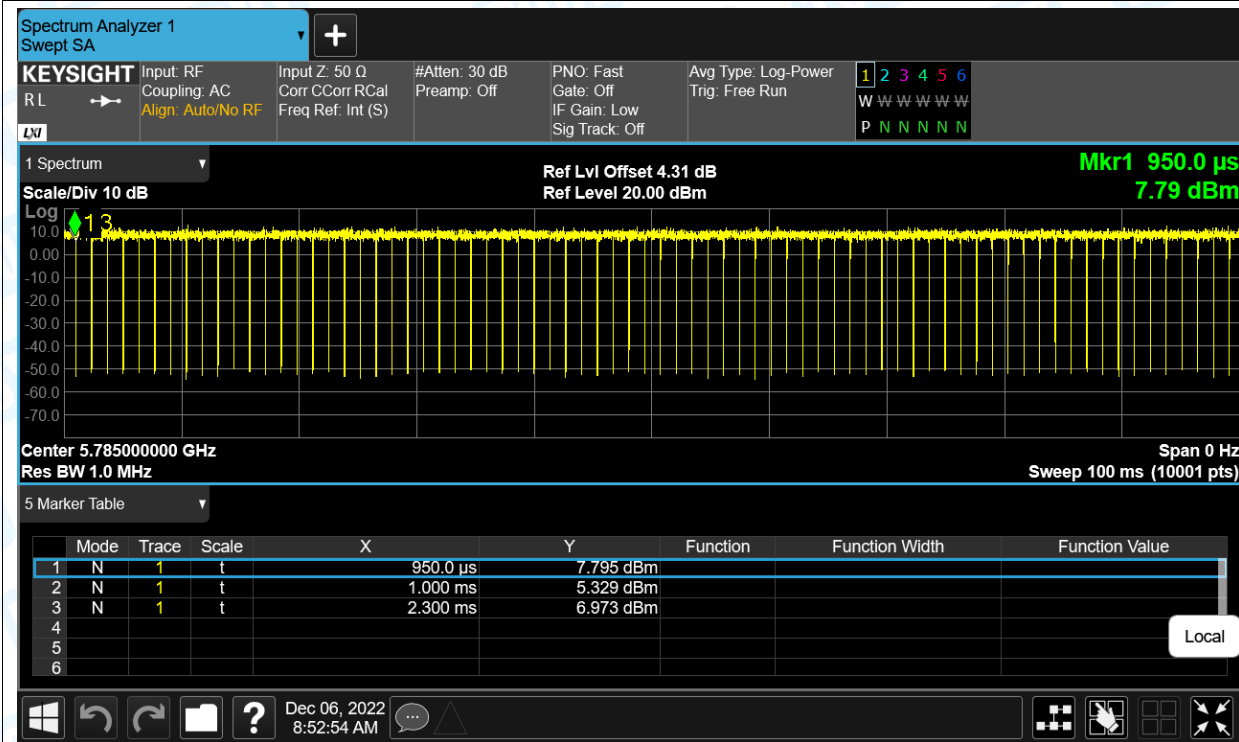 Spectrum Analyzer 1
Swept SA
KEYSIGHT
R L
LXI
Input: RF
Coupling: AC
Align: Auto/No RF
Input Z: 50 Ω
Corr CCorr RCal
Freq Ref: Int (S)
#Atten: 30 dB
Preamp: Off
PNO: Fast
Gate: Off
IF Gain: Low
Sig Track: Off
Avg Type: Log-Power
Trig: Free Run
1 2 3 4 5 6
W W W W W W
P N N N N N
1 Spectrum
Scale/Div 10 dB
Ref Lvl Offset 4.31 dB
Ref Level 20.00 dBm
Mkr1 950.0 µs
7.79 dBm
Log
1 3
10.0
0.00
-10.0
-20.0
-30.0
-40.0
-50.0
-60.0
-70.0
Center 5.785000000 GHz
Span 0 Hz
Res BW 1.0 MHz
Sweep 100 ms (10001 pts)
5 Marker Table
Mode Trace Scale X Y Function Function Width Function Value
1 N 1 t 950.0 µs 7.795 dBm
2 N 1 t 1.000 ms 5.329 dBm
3 N 1 t 2.300 ms 6.973 dBm
4
5
6
Local
?
Dec 06, 2022
8:52:54 AM